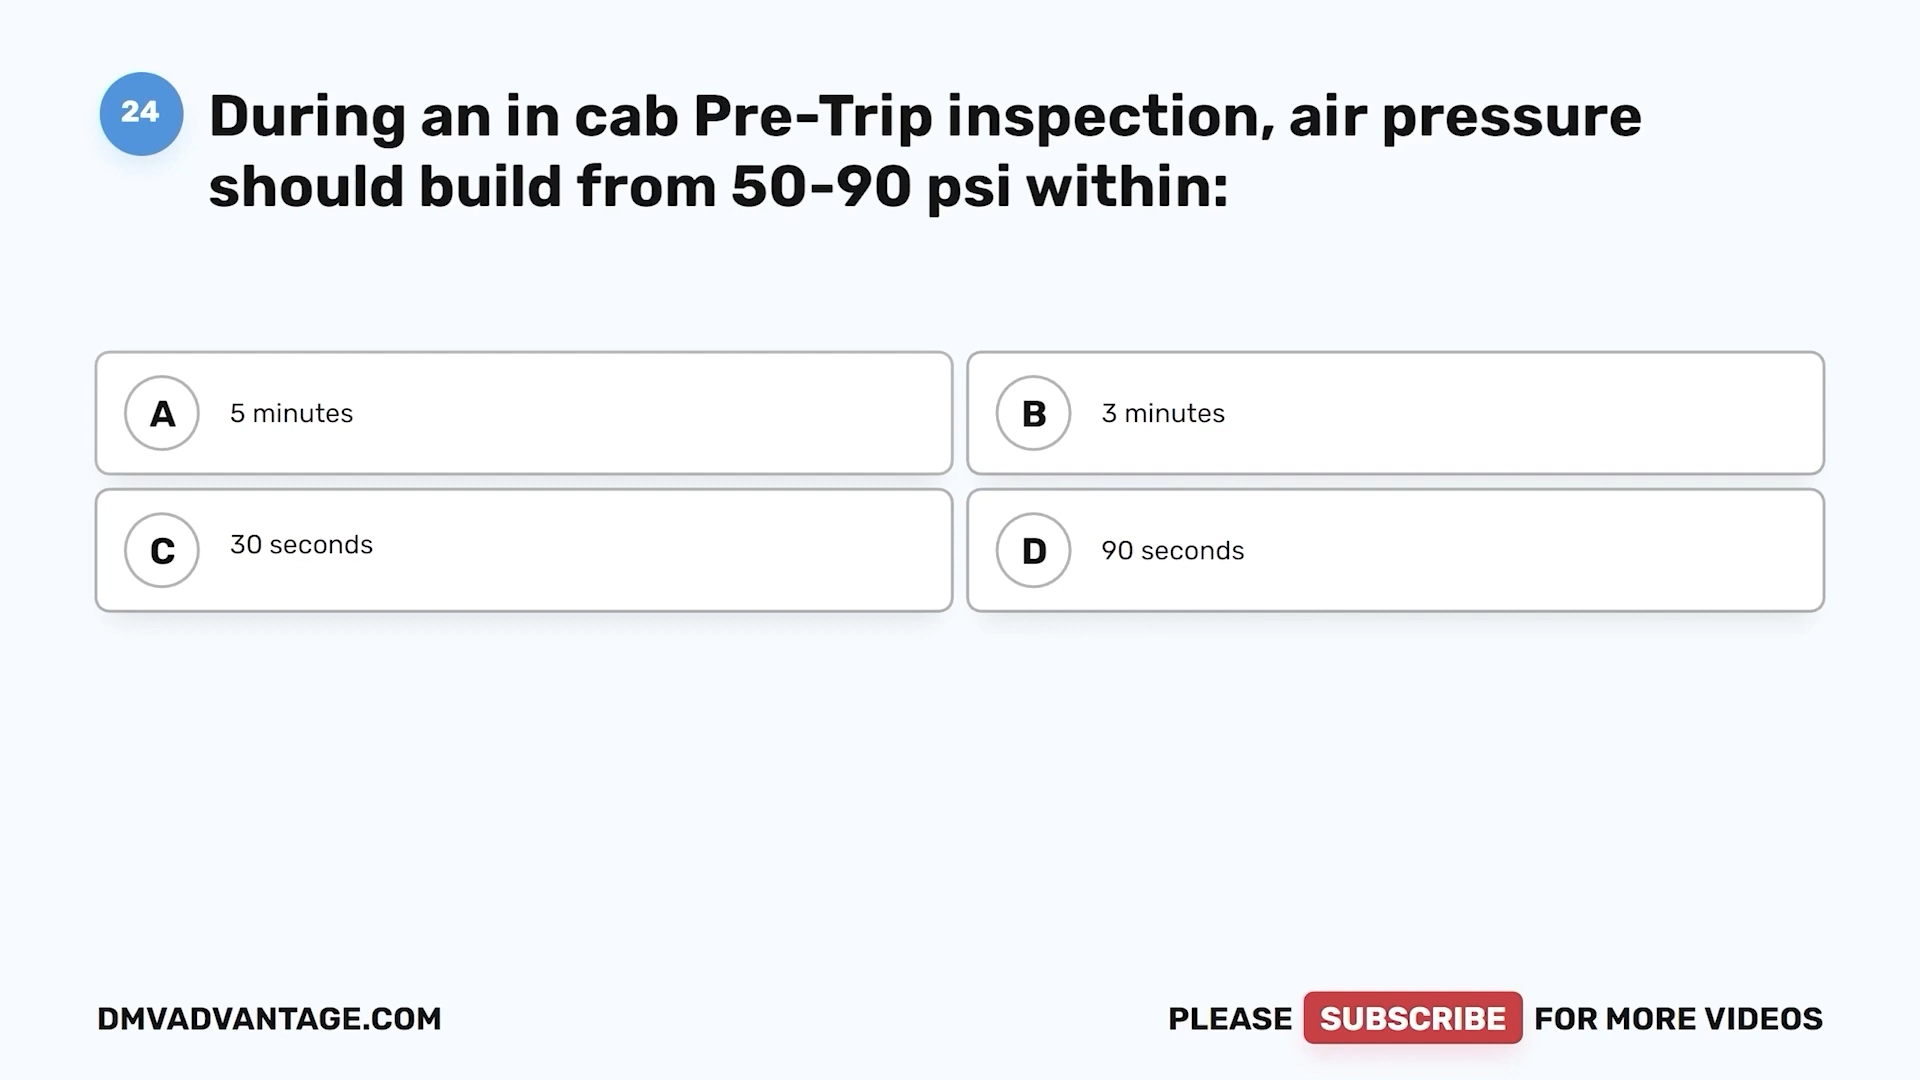 24
During an in cab Pre-Trip inspection, air pressure
should build from 50-90 psi within:
A 5 minutes
B 3 minutes
C 30 seconds
D 90 seconds
DMVADVANTAGE.COM
PLEASE SUBSCRIBE FOR MORE VIDEOS